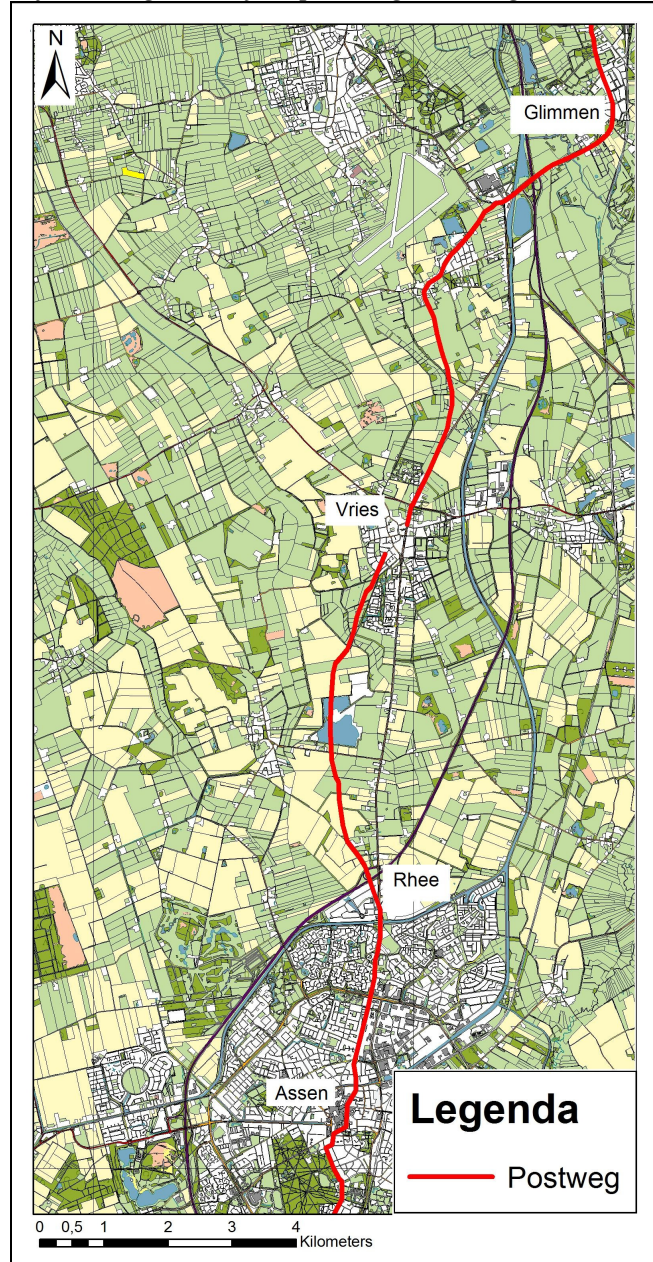 N
Glimmen
Vries
Rhee
Assen
Legenda
Postweg
0 0,5 1 2 3 4
Kilometers